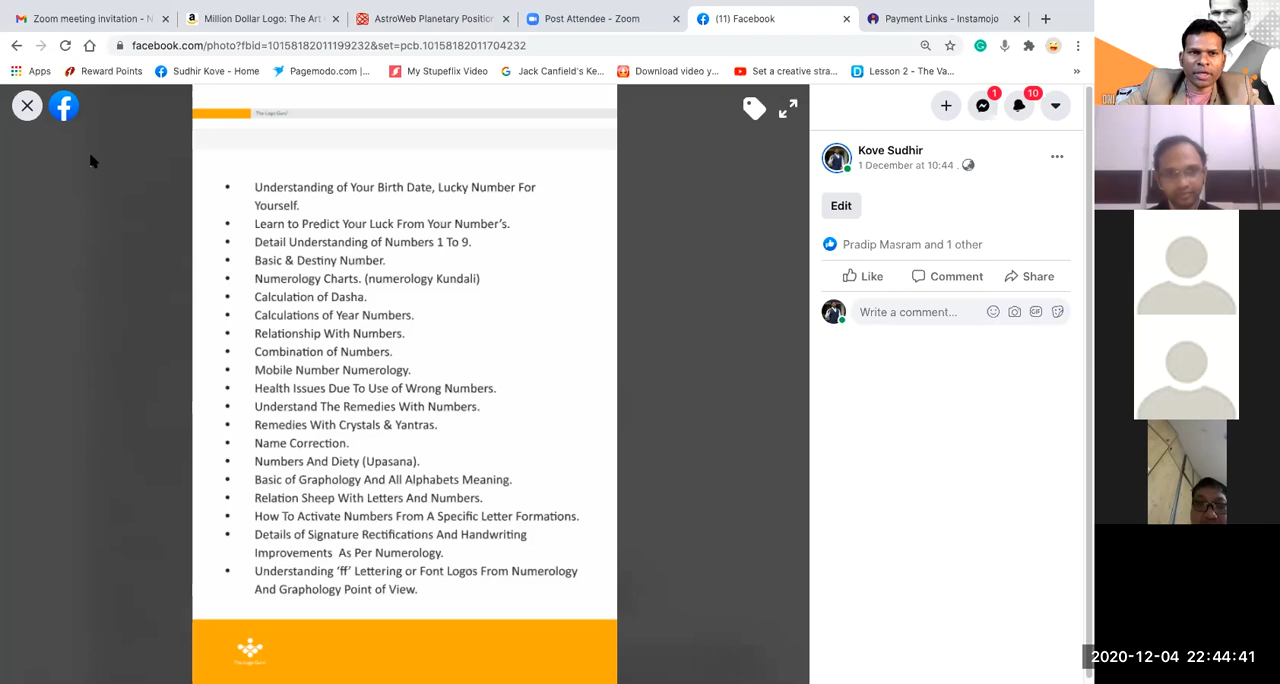 Zoom meeting invitation - N
Million Dollar Logo: The Art
AstroWeb Planetary Position
Post Attendee - Zoom
(11) Facebook
Payment Links - Instamojo
facebook.com/photo?fbid=10158182011199232&set=pcb.10158182011704232
Apps
Reward Points
Sudhir Kove - Home
Pagemodo.com |...
My Stupeflix Video
Jack Canfield's Ke...
Download video y...
Set a creative stra...
Lesson 2 - The Va...
»
The Logo Guru
• Understanding of Your Birth Date, Lucky Number For
Yourself.
• Learn to Predict Your Luck From Your Number's.
• Detail Understanding of Numbers 1 To 9.
• Basic & Destiny Number.
• Numerology Charts. (numerology Kundali)
• Calculation of Dasha.
• Calculations of Year Numbers.
• Relationship With Numbers.
• Combination of Numbers.
• Mobile Number Numerology.
• Health Issues Due To Use of Wrong Numbers.
• Understand The Remedies With Numbers.
• Remedies With Crystals & Yantras.
• Name Correction.
• Numbers And Diety (Upasana).
• Basic of Graphology And All Alphabets Meaning.
• Relation Sheep With Letters And Numbers.
• How To Activate Numbers From A Specific Letter Formations.
• Details of Signature Rectifications And Handwriting
Improvements As Per Numerology.
• Understanding 'ff' Lettering or Font Logos From Numerology
And Graphology Point of View.
The Logo Guru
1
10
Kove Sudhir
1 December at 10:44 ·
Edit
Pradip Masram and 1 other
Like
Comment
Share
Write a comment...
GIF
2020-12-04 22:44:41